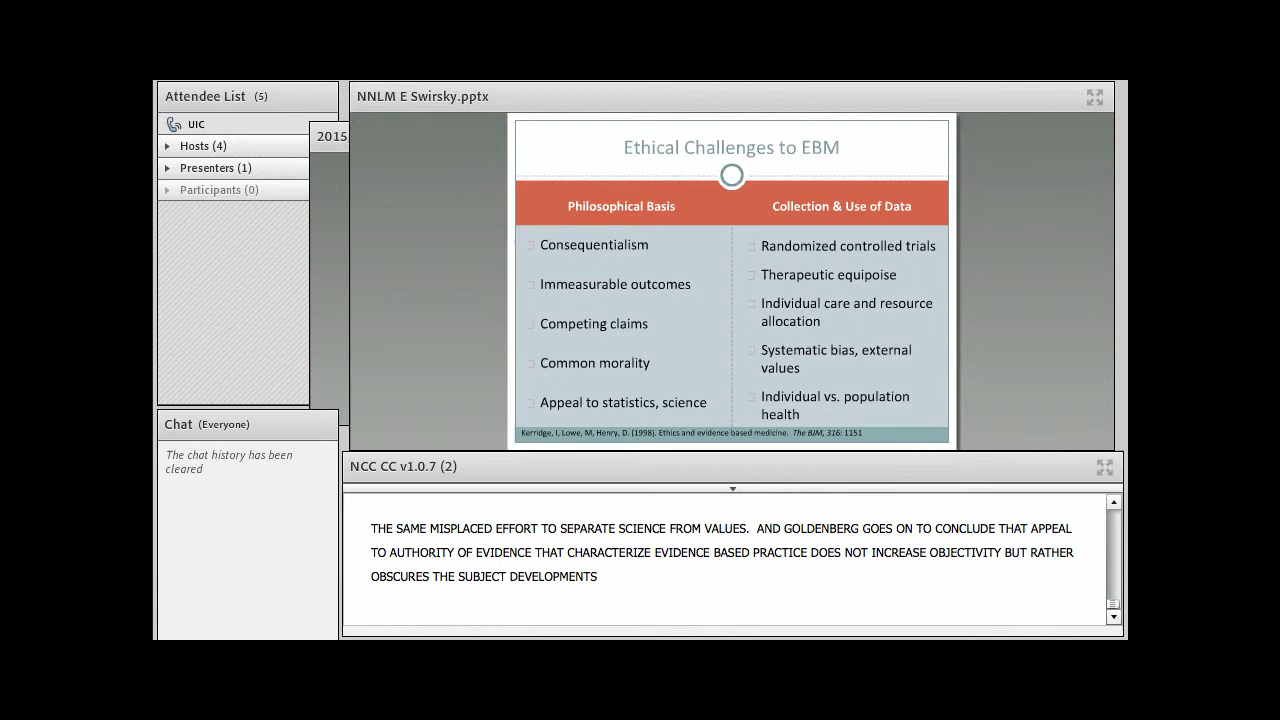 Attendee List (5)
UIC
Hosts (4)
Presenters (1)
Participants (0)
2015
Chat (Everyone)
The chat history has been
cleared
NNLM E Swirsky.pptx
Ethical Challenges to EBM
Philosophical Basis
Consequentialism
Immeasurable outcomes
Competing claims
Common morality
Appeal to statistics, science
Collection & Use of Data
Randomized controlled trials
Therapeutic equipoise
Individual care and resource
allocation
Systematic bias, external
values
Individual vs. population
health
Kerridge, I, Lowe, M, Henry, D. (1998). Ethics and evidence based medicine. The BJM, 316: 1151
NCC CC v1.0.7 (2)
THE SAME MISPLACED EFFORT TO SEPARATE SCIENCE FROM VALUES. AND GOLDENBERG GOES ON TO CONCLUDE THAT APPEAL
TO AUTHORITY OF EVIDENCE THAT CHARACTERIZE EVIDENCE BASED PRACTICE DOES NOT INCREASE OBJECTIVITY BUT RATHER
OBSCURES THE SUBJECT DEVELOPMENTS